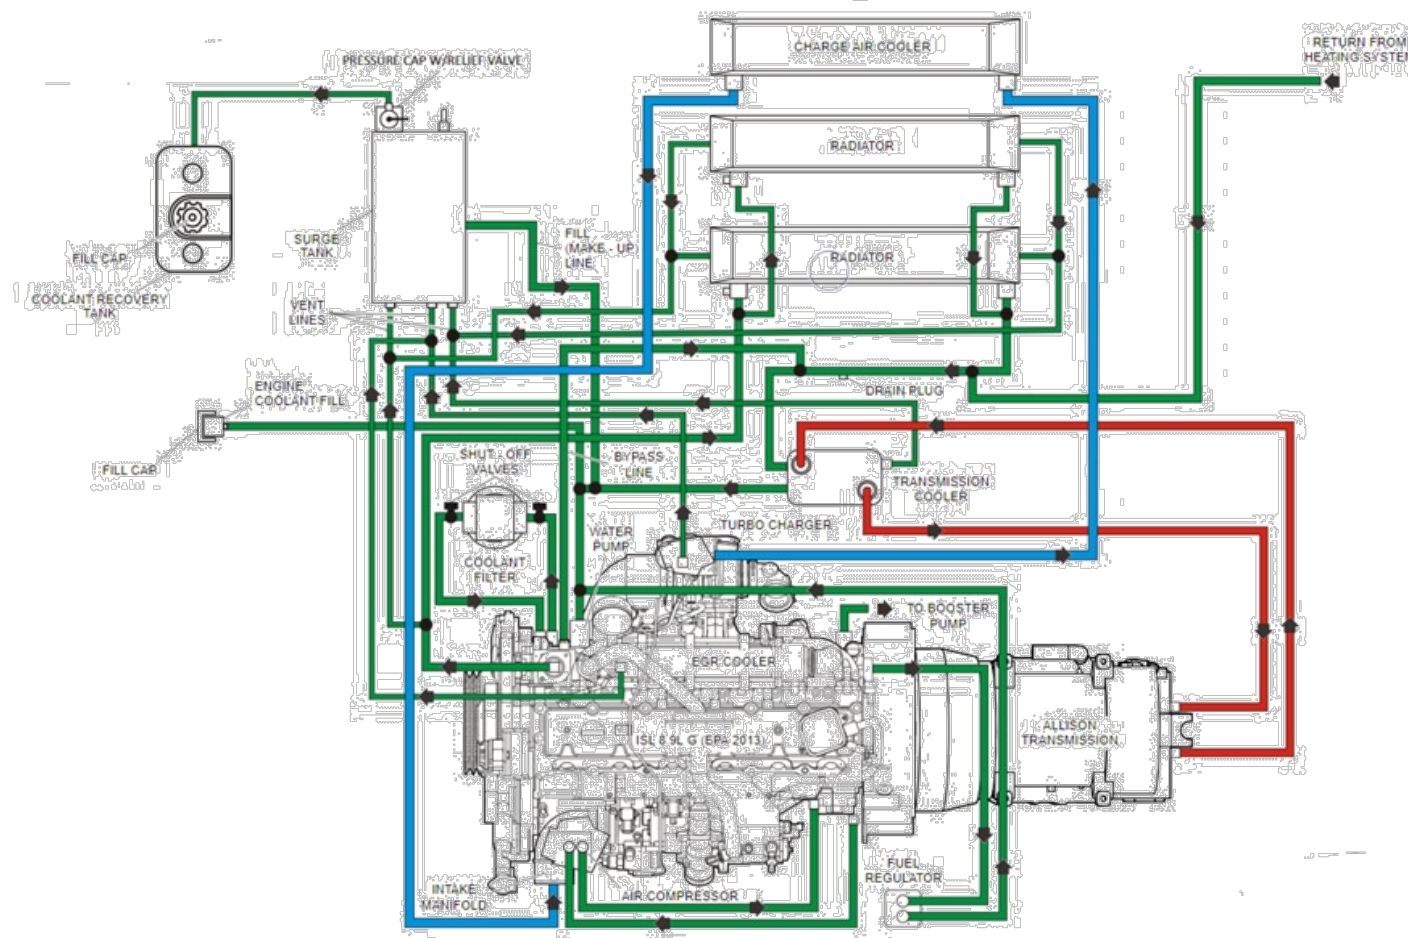 CHARGE AIR COOLER
RETURN FROM
HEATING SYSTEM
PRESSURE CAP W/RELIEF VALVE
RADIATOR
SURGE
TANK
FILL
(MAKE - UP)
LINE
RADIATOR
FILL CAP
COOLANT RECOVERY
TANK
VENT
LINES
ENGINE
COOLANT FILL
DRAIN PLUG
FILL CAP
SHUT - OFF
VALVES
BYPASS
LINE
TRANSMISSION
COOLER
WATER
PUMP
TURBO CHARGER
COOLANT
FILTER
TO BOOSTER
PUMP
EGR COOLER
ISL 8.9L G (EPA 2013)
ALLISON
TRANSMISSION
FUEL
REGULATOR
INTAKE
MANIFOLD
AIR COMPRESSOR